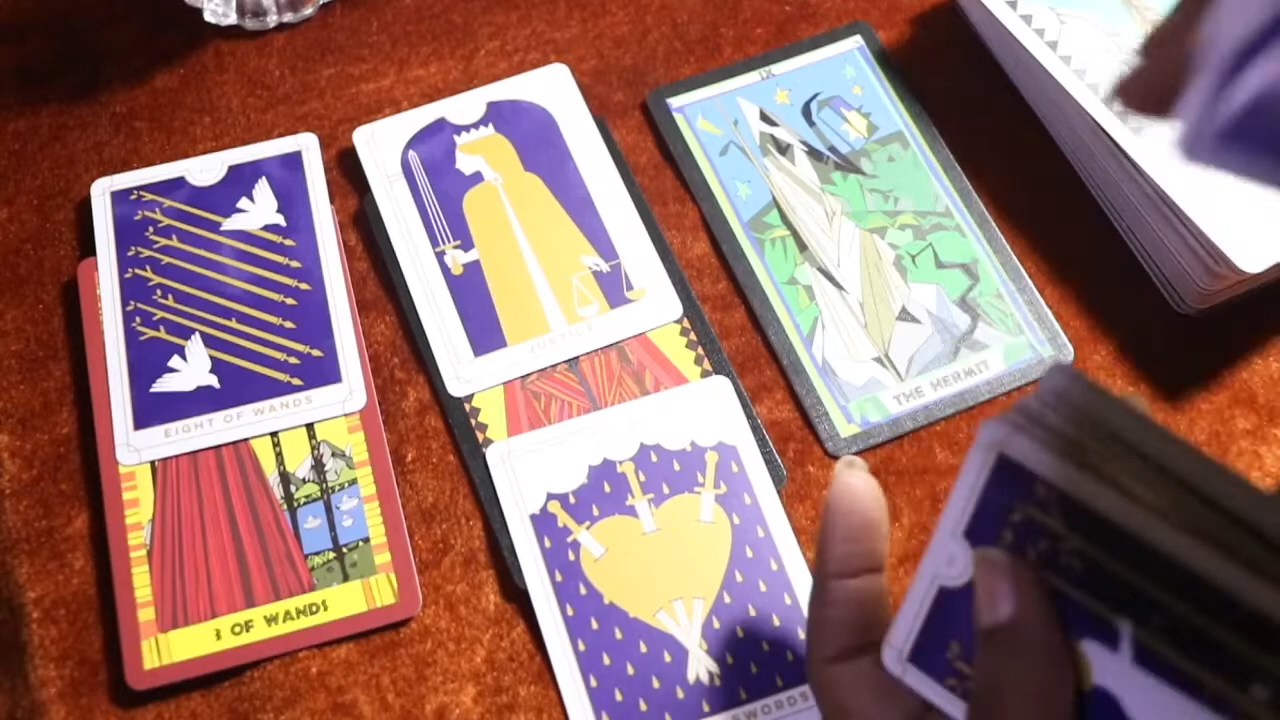 EIGHT OF WANDS
3 OF WANDS
JUSTICE
SWORDS
IX
THE HERMIT